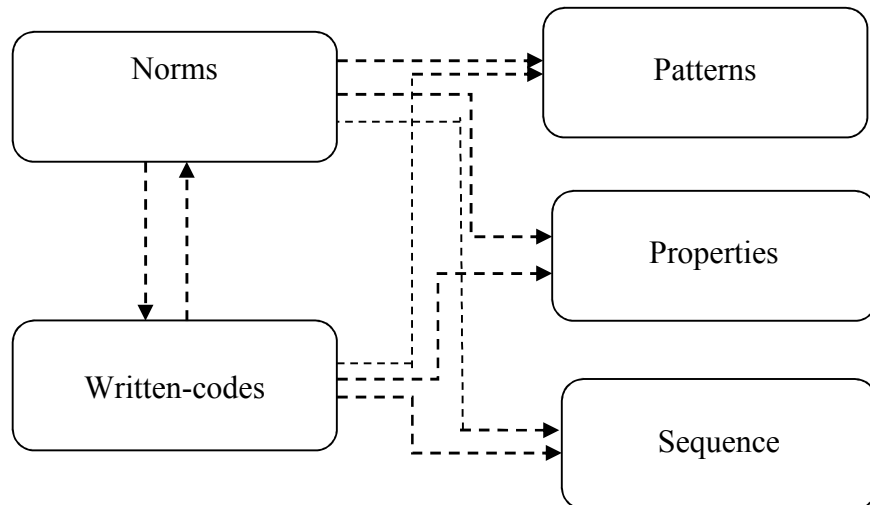 Norms
Patterns
Properties
Written-codes
Sequence